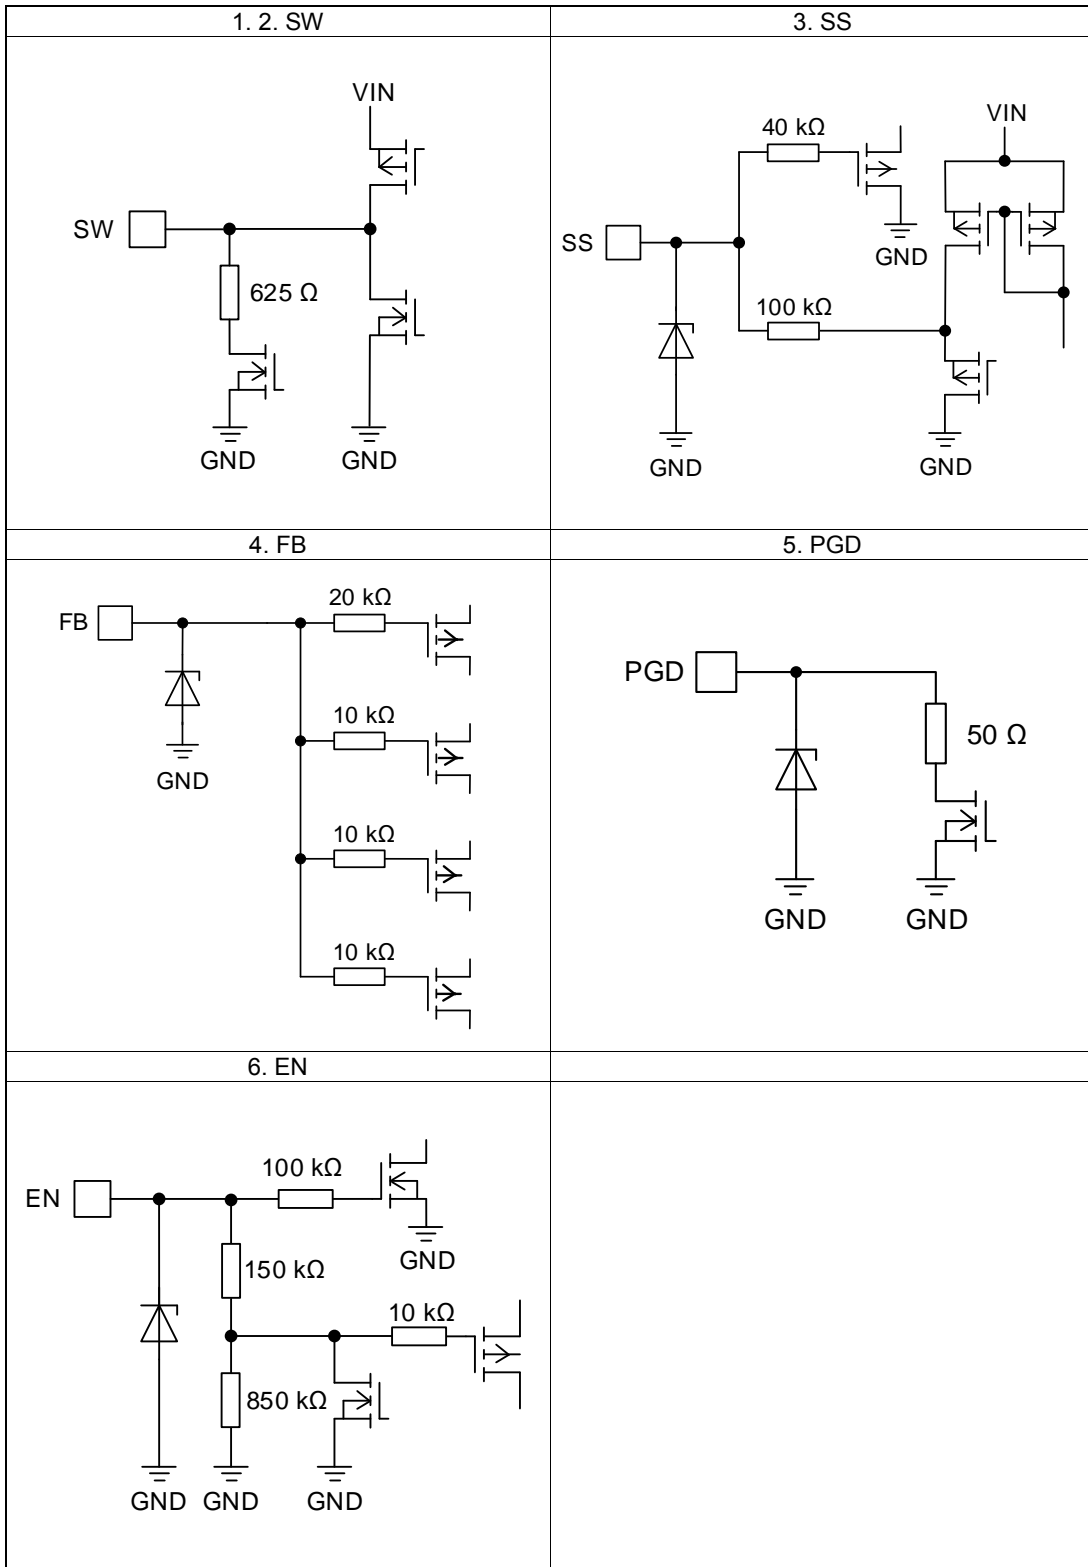 1. 2. SW
VIN
SW
625 Ω
GND
GND
3. SS
40 kΩ
VIN
GND
SS
100 kΩ
GND
GND
4. FB
20 kΩ
FB
10 kΩ
GND
10 kΩ
10 kΩ
5. PGD
PGD
50 Ω
GND
GND
6. EN
100 kΩ
EN
GND
150 kΩ
10 kΩ
850 kΩ
GND
GND
GND